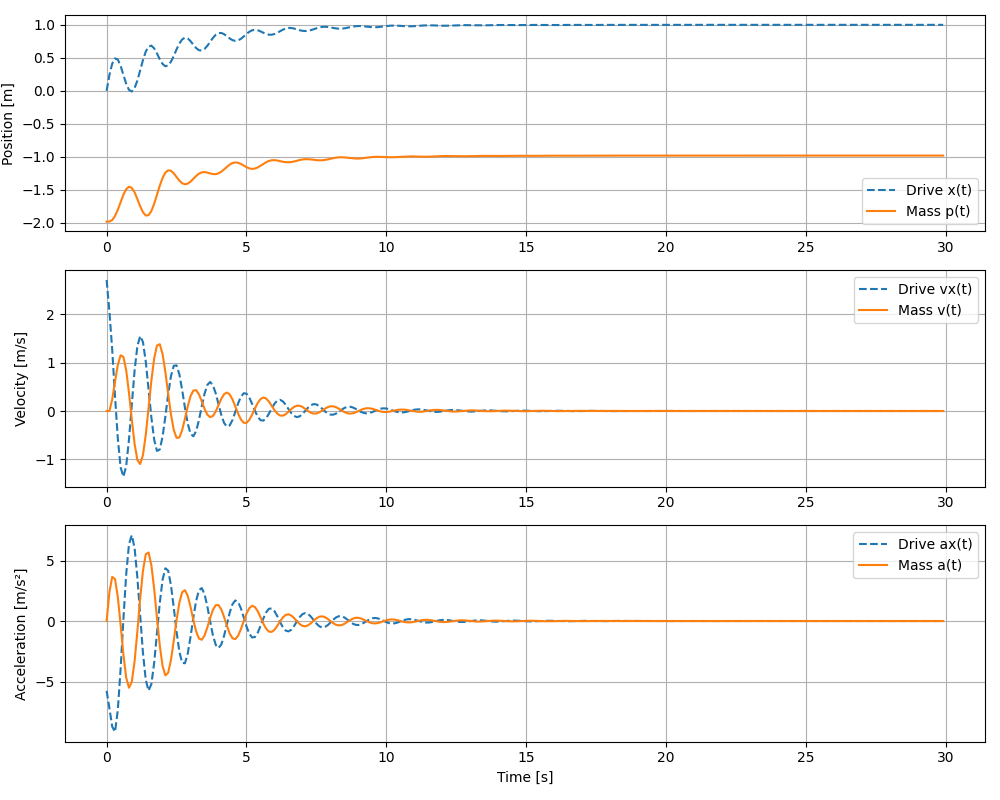 1.0
0.5
0.0
−0.5
−1.0
−1.5
−2.0
Position [m]
Drive x(t)
Mass p(t)
0 5 10 15 20 25 30
2
1
0
−1
Velocity [m/s]
Drive vx(t)
Mass v(t)
0 5 10 15 20 25 30
5
0
−5
Acceleration [m/s²]
Drive ax(t)
Mass a(t)
0 5 10 15 20 25 30
Time [s]